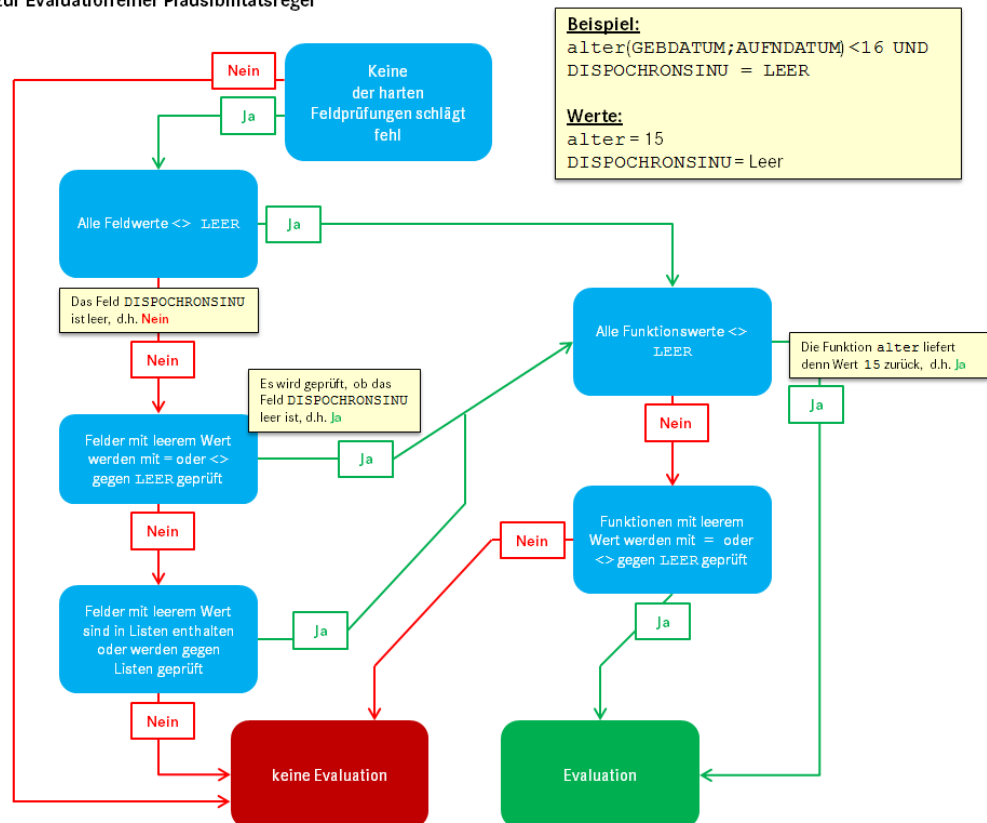 zur Evaluation einer Plausibilitätsregel
Beispiel:
alter(GEBDATUM;AUFNDATUM)<16 UND
DISPOCHRONSINU = LEER
Werte:
alter = 15
DISPOCHRONSINU = Leer
Nein
Keine
der harten
Feldprüfungen schlägt
fehl
Ja
Alle Feldwerte <> LEER
Ja
Das Feld DISPOCHRONSINU
ist leer, d.h. Nein
Nein
Alle Funktionswerte <>
LEER
Die Funktion alter liefert
denn Wert 15 zurück, d.h. Ja
Ja
Es wird geprüft, ob das
Feld DISPOCHRONSINU
leer ist, d.h. Ja
Felder mit leerem Wert
werden mit = oder <>
gegen LEER geprüft
Ja
Nein
Nein
Funktionen mit leerem
Wert werden mit = oder
<> gegen LEER geprüft
Nein
Felder mit leerem Wert
sind in Listen enthalten
oder werden gegen
Listen geprüft
Ja
Ja
Nein
keine Evaluation
Evaluation